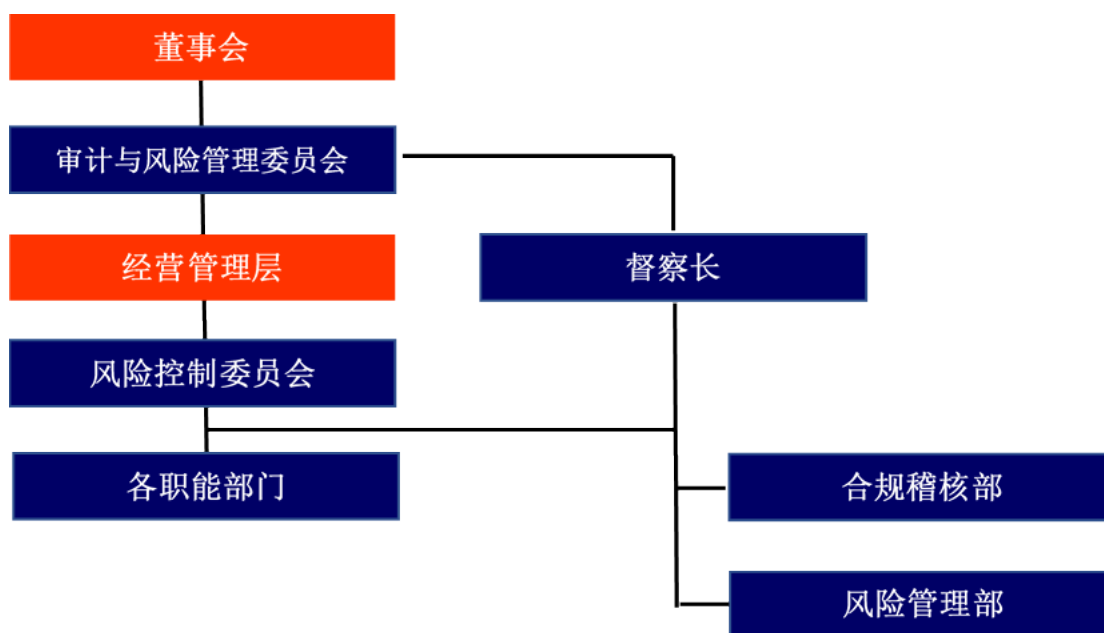 董事会
审计与风险管理委员会
经营管理层
督察长
风险控制委员会
各职能部门
合规稽核部
风险管理部